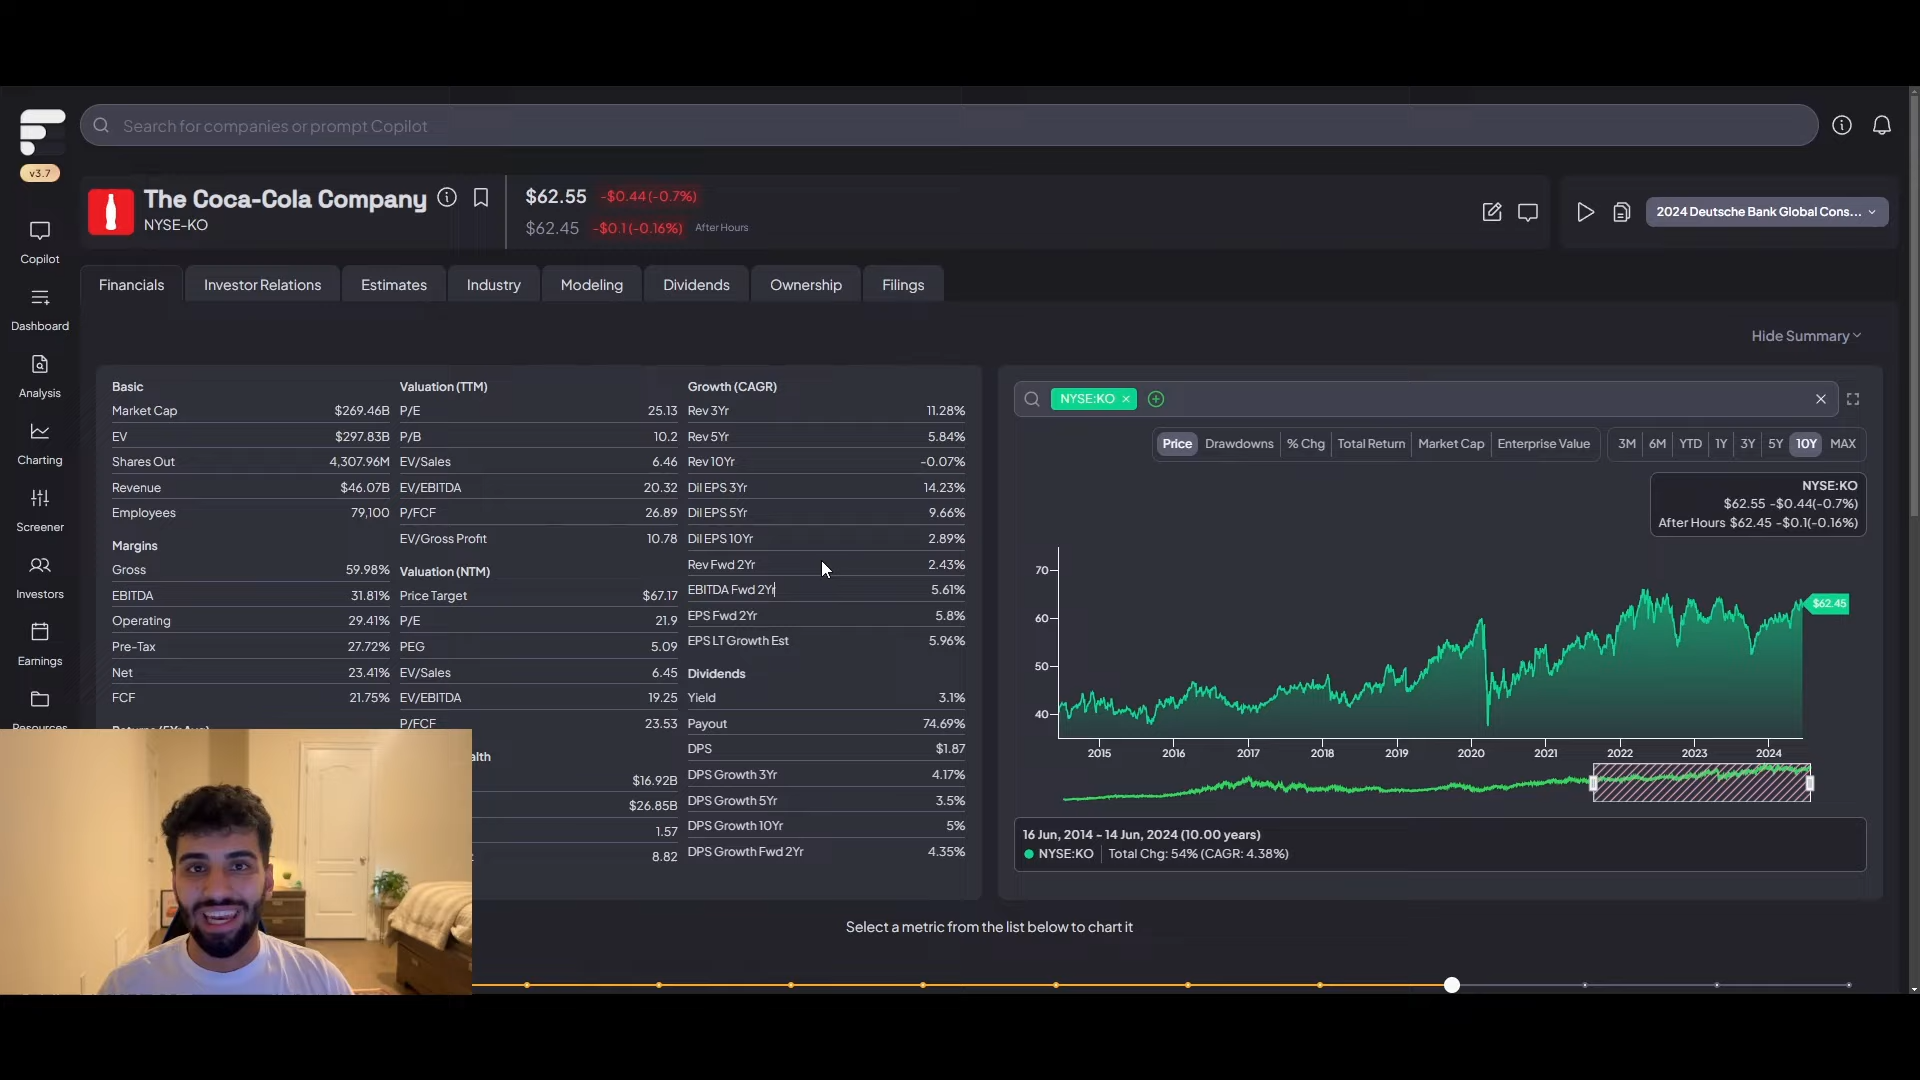 Search for companies or prompt Copilot
v3.7
The Coca-Cola Company
NYSE-KO
$62.55 -$0.44 (-0.7%)
$62.45 -$0.1 (-0.16%) After Hours
2024 Deutsche Bank Global Cons...
Copilot
Dashboard
Analysis
Charting
Screener
Investors
Earnings
Resources
Financials
Investor Relations
Estimates
Industry
Modeling
Dividends
Ownership
Filings
Hide Summary
Basic
Market Cap $269.46B
EV $297.83B
Shares Out 4,307.96M
Revenue $46.07B
Employees 79,100
Margins
Gross 59.98%
EBITDA 31.81%
Operating 29.41%
Pre-Tax 27.72%
Net 23.41%
FCF 21.75%
Valuation (TTM)
P/E 25.13
P/B 10.2
EV/Sales 6.46
EV/EBITDA 20.32
P/FCF 26.89
EV/Gross Profit 10.78
Valuation (NTM)
Price Target $67.17
P/E 21.9
PEG 5.09
EV/Sales 6.45
EV/EBITDA 19.25
P/FCF 23.53
alth
$16.92B
$26.85B
1.57
8.82
Growth (CAGR)
Rev 3Yr 11.28%
Rev 5Yr 5.84%
Rev 10Yr -0.07%
Dil EPS 3Yr 14.23%
Dil EPS 5Yr 9.66%
Dil EPS 10Yr 2.89%
Rev Fwd 2Yr 2.43%
EBITDA Fwd 2Yr 5.61%
EPS Fwd 2Yr 5.8%
EPS LT Growth Est 5.96%
Dividends
Yield 3.1%
Payout 74.69%
DPS $1.87
DPS Growth 3Yr 4.17%
DPS Growth 5Yr 3.5%
DPS Growth 10Yr 5%
DPS Growth Fwd 2Yr 4.35%
NYSE:KO
Price Drawdowns % Chg Total Return Market Cap Enterprise Value
3M 6M YTD 1Y 3Y 5Y 10Y MAX
NYSE:KO
$62.55 -$0.44(-0.7%)
After Hours $62.45 -$0.1(-0.16%)
70
60
50
40
$62.45
2015 2016 2017 2018 2019 2020 2021 2022 2023 2024
16 Jun, 2014 - 14 Jun, 2024 (10.00 years)
NYSE:KO Total Chg: 54% (CAGR: 4.38%)
Select a metric from the list below to chart it